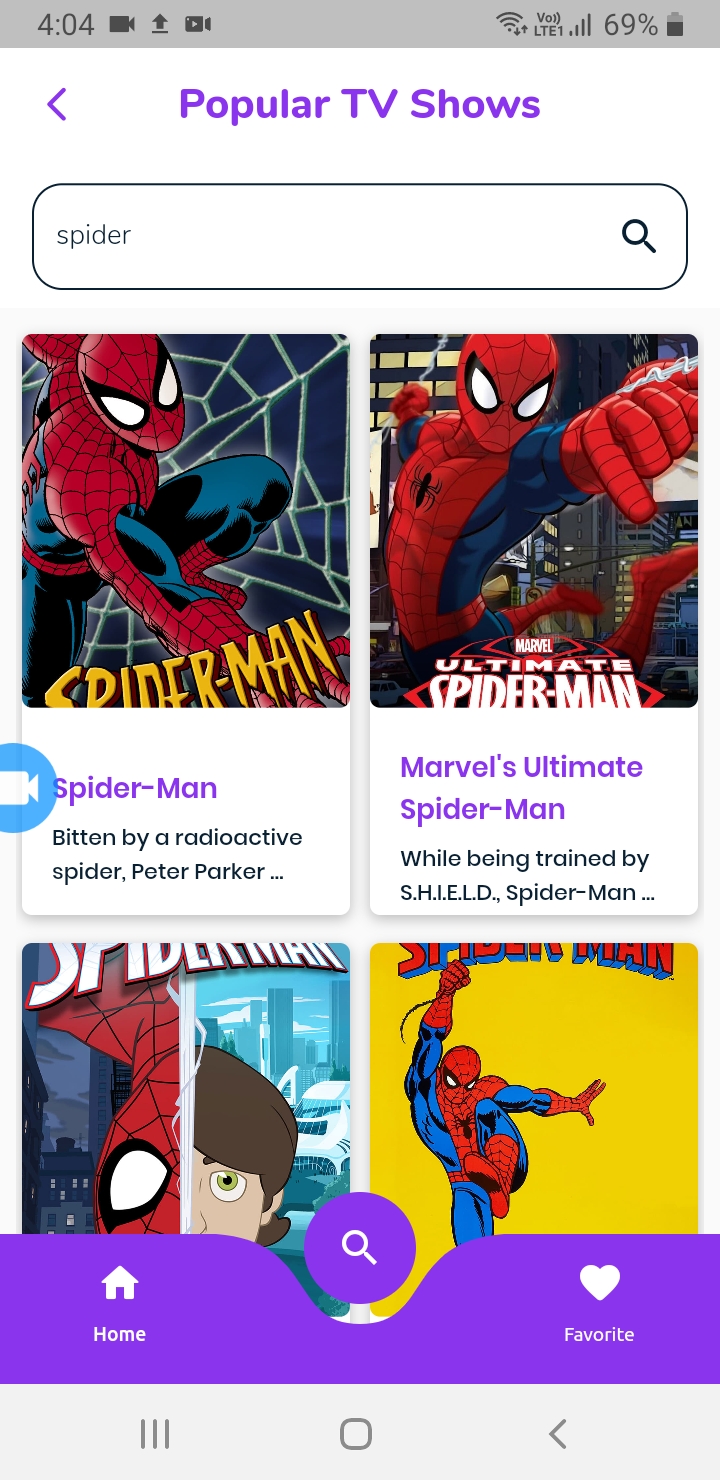 4:04
Vo))
LTE1
69%
Popular TV Shows
spider
SPIDER-MAN
MARVEL
ULTIMATE
SPIDER-MAN
Spider-Man
Bitten by a radioactive
spider, Peter Parker ...
Marvel's Ultimate
Spider-Man
While being trained by
S.H.I.E.L.D., Spider-Man ...
SPIDER-MAN
SPIDER-MAN
Home
Favorite